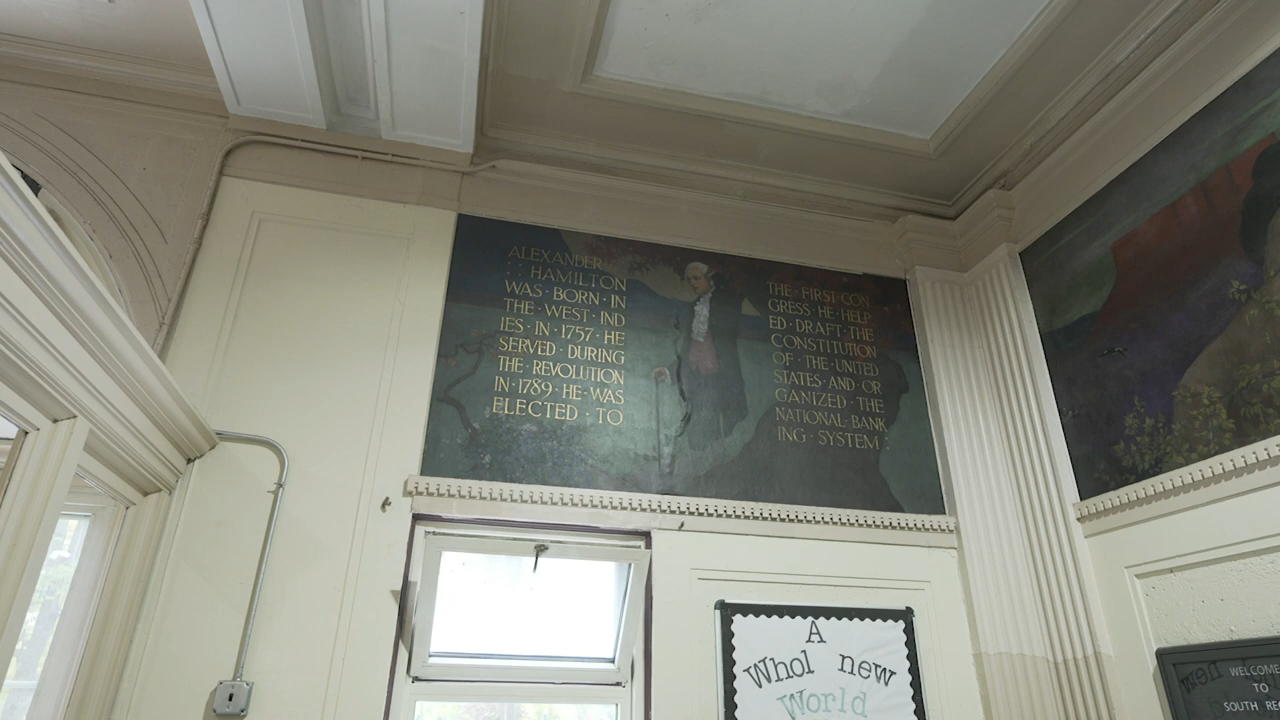 ALEXANDER
: : HAMILTON
WAS · BORN · IN
THE · WEST · IND
IES · IN · 1757 · HE
SERVED · DURING
THE · REVOLUTION
IN · 1789 · HE · WAS
ELECTED · TO
THE · FIRST · CON
GRESS · HE · HELP
ED · DRAFT · THE
CONSTITUTION
OF · THE · UNITED
STATES · AND · OR
GANIZED · THE
NATIONAL · BANK
ING · SYSTEM :
A
Whol new
World
WELCOME
TO
SOUTH